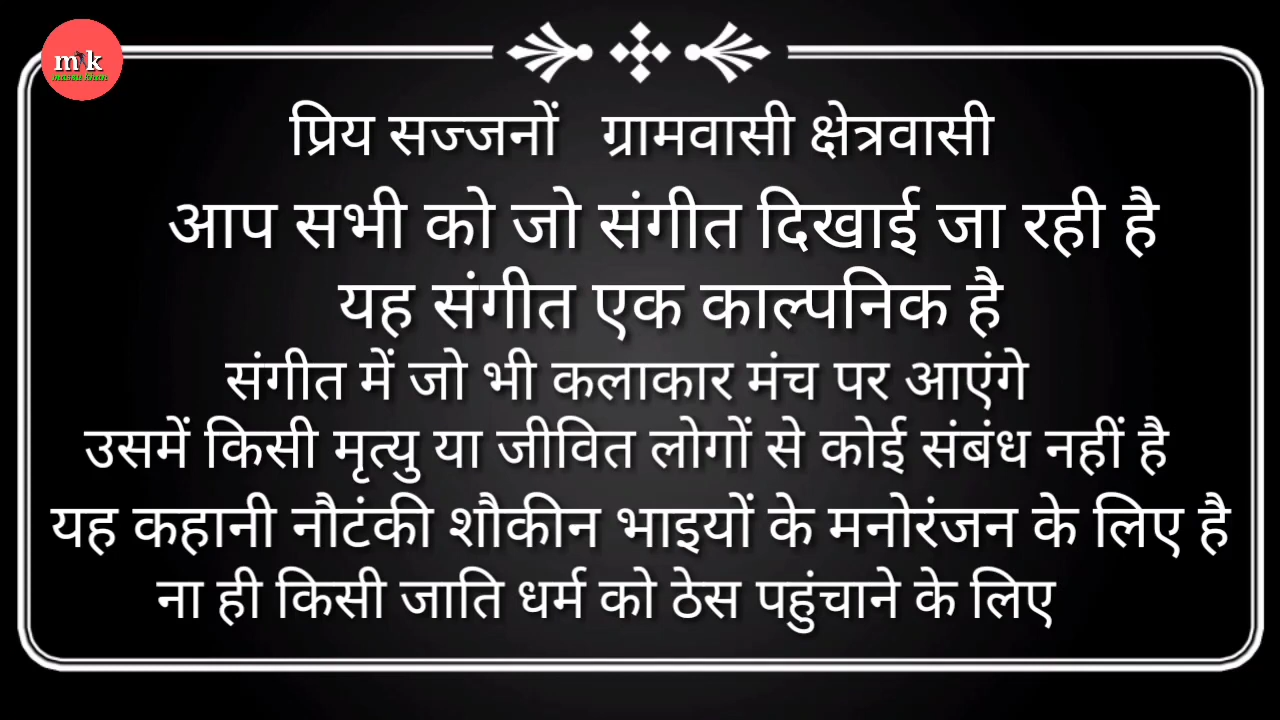 mk
प्रिय सज्जनों ग्रामवासी क्षेत्रवासी
आप सभी को जो संगीत दिखाई जा रही है
यह संगीत एक काल्पनिक है
संगीत में जो भी कलाकार मंच पर आएंगे
उसमें किसी मृत्यु या जीवित लोगों से कोई संबंध नहीं है
यह कहानी नौटंकी शौकीन भाइयों के मनोरंजन के लिए है
ना ही किसी जाति धर्म को ठेस पहुंचाने के लिए